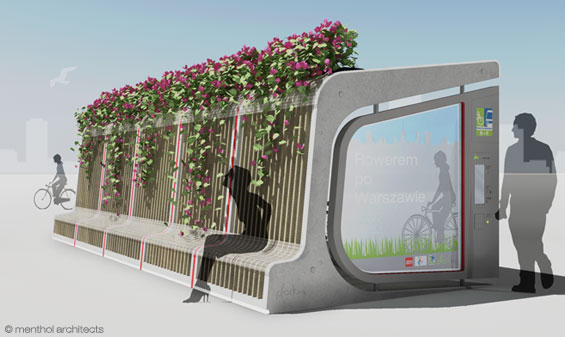 Rowerem
po
Warszawie
© menthol architects